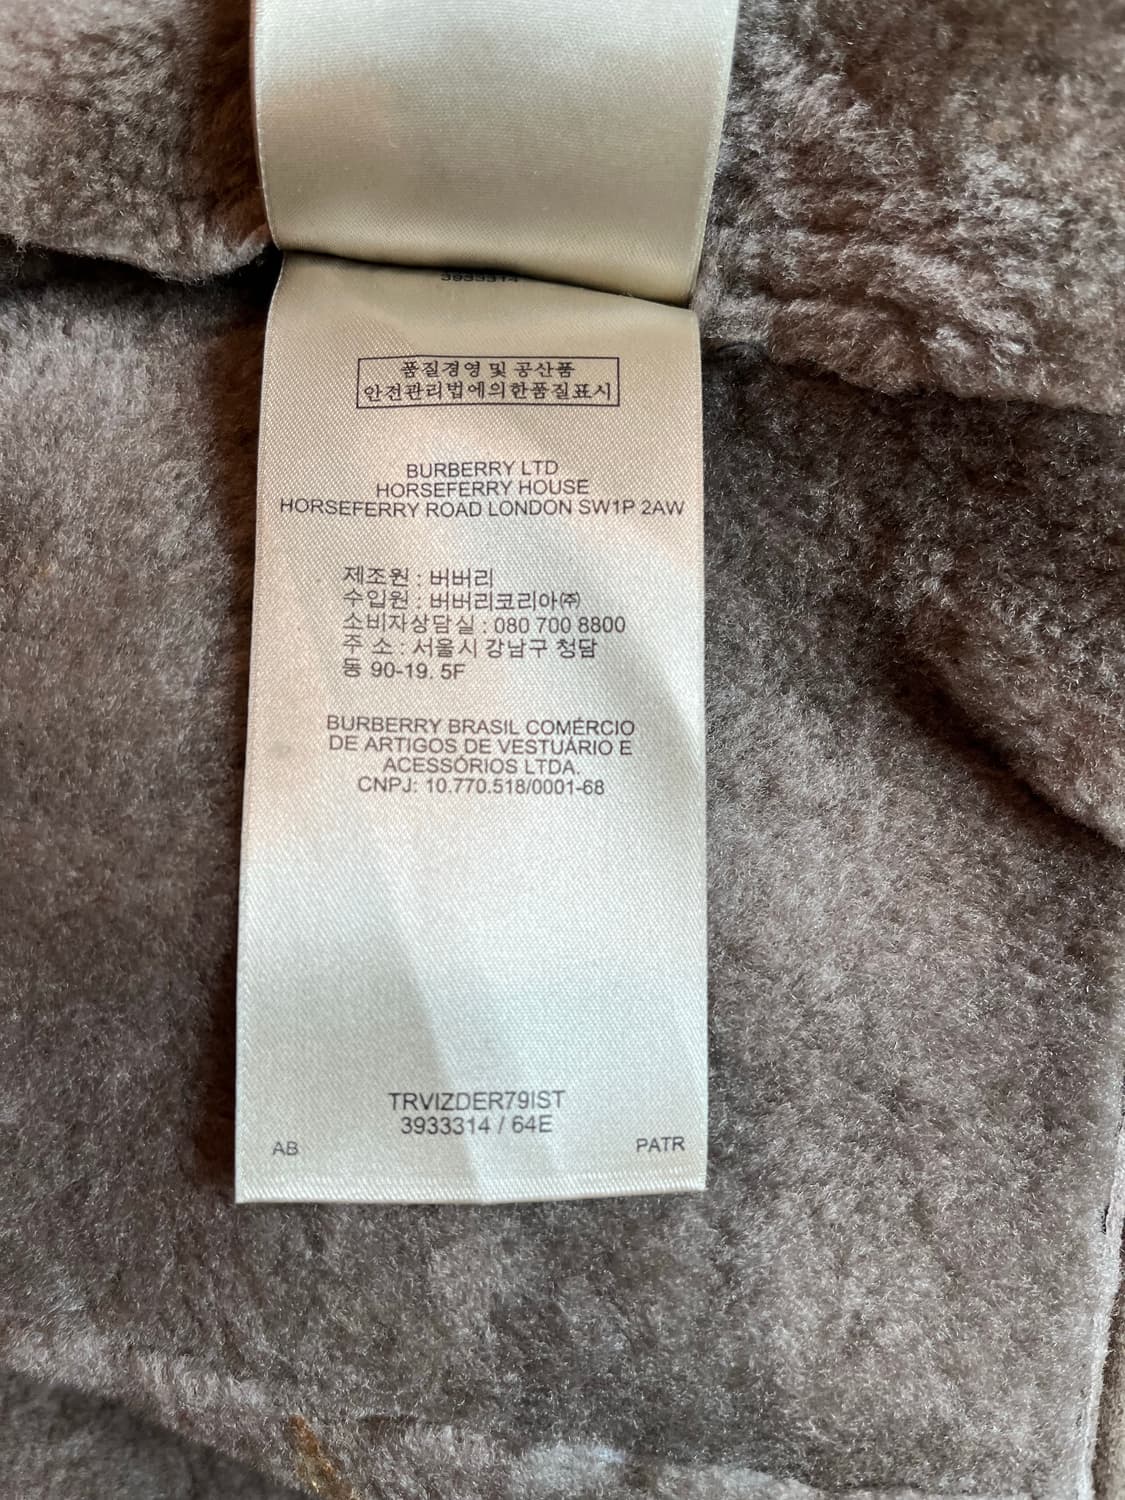 3933314
품질경영 및 공산품
안전관리법에의한품질표시
BURBERRY LTD
HORSEFERRY HOUSE
HORSEFERRY ROAD LONDON SW1P 2AW
제조원 : 버버리
수입원 : 버버리코리아㈜
소비자상담실 : 080 700 8800
주 소 : 서울시 강남구 청담
동 90-19. 5F
BURBERRY BRASIL COMÉRCIO
DE ARTIGOS DE VESTUÁRIO E
ACESSÓRIOS LTDA.
CNPJ: 10.770.518/0001-68
TRVIZDER79IST
3933314 / 64E
AB PATR